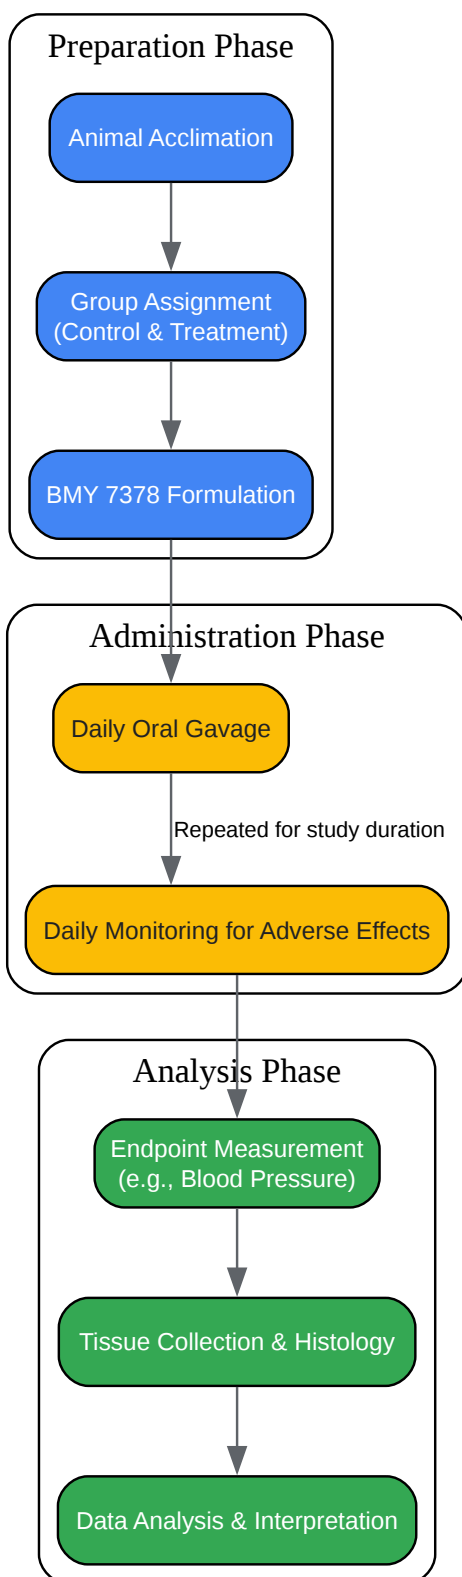 Preparation Phase
Animal Acclimation
Group Assignment
(Control & Treatment)
BMY 7378 Formulation
Administration Phase
Daily Oral Gavage
Repeated for study duration
Daily Monitoring for Adverse Effects
Analysis Phase
Endpoint Measurement
(e.g., Blood Pressure)
Tissue Collection & Histology
Data Analysis & Interpretation